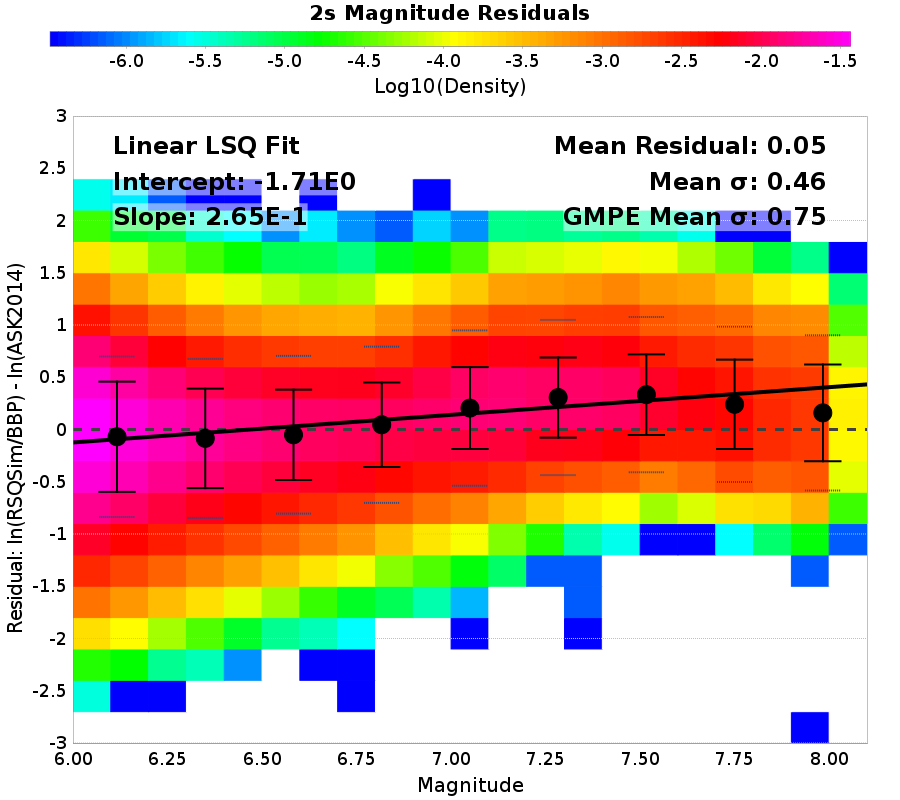 2s Magnitude Residuals
-6.0 -5.5 -5.0 -4.5 -4.0 -3.5 -3.0 -2.5 -2.0 -1.5
Log10(Density)
Linear LSQ Fit
Intercept: -1.71E0
Slope: 2.65E-1
Mean Residual: 0.05
Mean σ: 0.46
GMPE Mean σ: 0.75
Residual: ln(RSQSim/BBP) - ln(ASK2014)
3
2.5
2
1.5
1
0.5
0
-0.5
-1
-1.5
-2
-2.5
-3
6.00 6.25 6.50 6.75 7.00 7.25 7.50 7.75 8.00
Magnitude